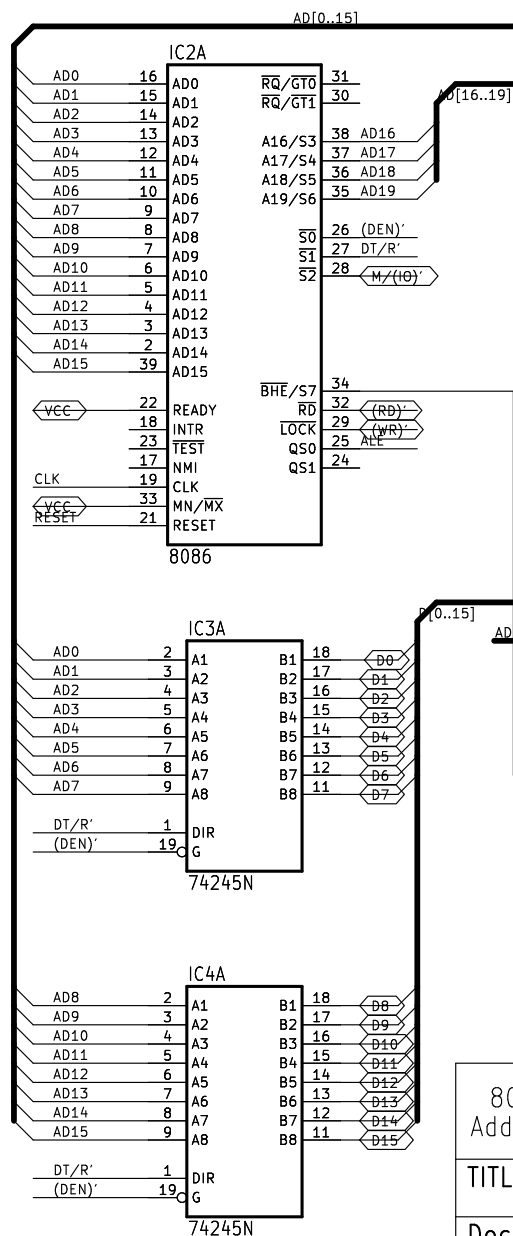 AD[0..15]
IC2A
AD0 16 AD0 RQ/GT0 31
AD1 15 AD1 RQ/GT1 30
AD[16..19]
AD2 14 AD2
AD3 13 AD3 A16/S3 38 AD16
AD4 12 AD4 A17/S4 37 AD17
AD5 11 AD5 A18/S5 36 AD18
AD6 10 AD6 A19/S6 35 AD19
AD7 9 AD7
AD8 8 AD8 S0 26 (DEN)'
AD9 7 AD9 S1 27 DT/R'
AD10 6 AD10 S2 28 M/(IO)'
AD11 5 AD11
AD12 4 AD12
AD13 3 AD13
AD14 2 AD14
AD15 39 AD15
BHE/S7 34
VCC 22 READY RD 32 (RD)'
18 INTR LOCK 29 (WR)'
23 TEST QS0 25 ALE
17 NMI QS1 24
CLK 19 CLK
VCC 33 MN/MX
RESET 21 RESET
8086
D[0..15]
IC3A
AD
AD0 2 A1 B1 18 D0
AD1 3 A2 B2 17 D1
AD2 4 A3 B3 16 D2
AD3 5 A4 B4 15 D3
AD4 6 A5 B5 14 D4
AD5 7 A6 B6 13 D5
AD6 8 A7 B7 12 D6
AD7 9 A8 B8 11 D7
DT/R' 1 DIR
(DEN)' 19 G
74245N
IC4A
AD8 2 A1 B1 18 D8
AD9 3 A2 B2 17 D9
AD10 4 A3 B3 16 D10
AD11 5 A4 B4 15 D11
AD12 6 A5 B5 14 D12
AD13 7 A6 B6 13 D13
AD14 8 A7 B7 12 D14
AD15 9 A8 B8 11 D15
80
Add
DT/R' 1 DIR
TITL
(DEN)' 19 G
74245N
Doc